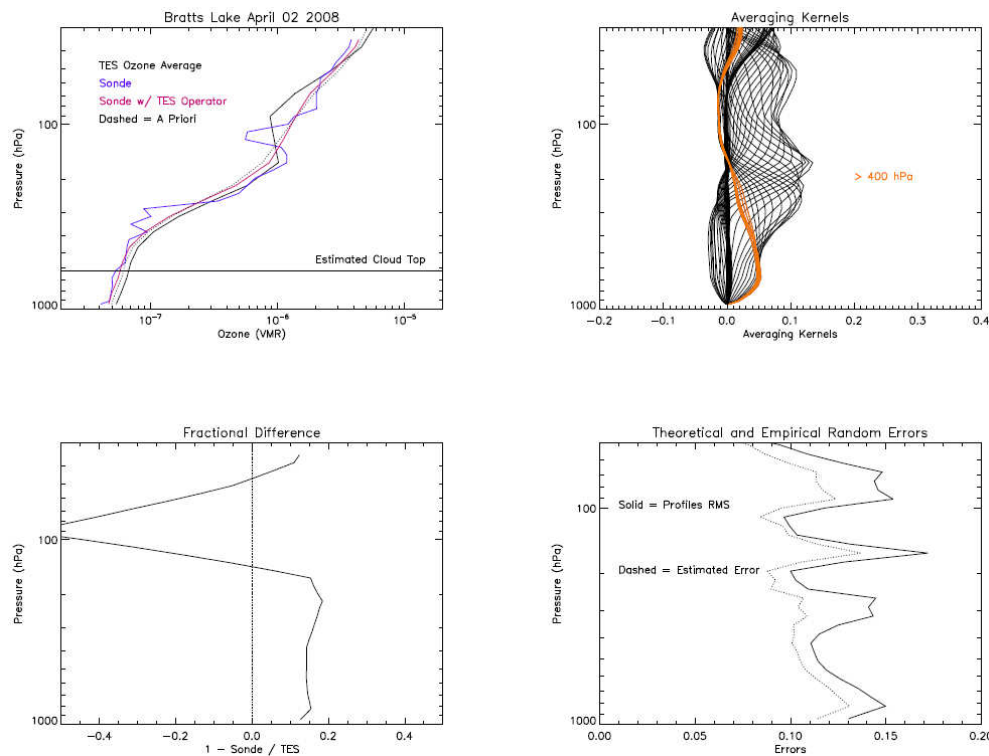 Bratts Lake April 02 2008
TES Ozone Average
Sonde
Sonde w/ TES Operator
Dashed = A Priori
Estimated Cloud Top
Pressure (hPa)
100
1000
10-7
10-6
10-5
Ozone (VMR)
Averaging Kernels
> 400 hPa
Pressure (hPa)
100
1000
-0.2 -0.1 0.0 0.1 0.2 0.3 0.4
Averaging Kernels
Fractional Difference
Pressure (hPa)
100
1000
-0.4 -0.2 0.0 0.2 0.4
1 - Sonde / TES
Theoretical and Empirical Random Errors
Solid = Profiles RMS
Dashed = Estimated Error
Pressure (hPa)
100
1000
0.00 0.05 0.10 0.15 0.20
Errors